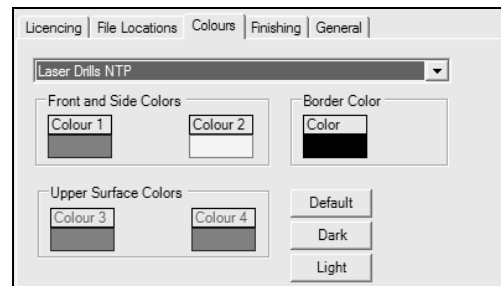 Licencing File Locations Colours Finishing General
Laser Drills NTP
Front and Side Colors
Border Color
Colour 1 Colour 2 Color
Upper Surface Colors
Colour 3 Colour 4
Default
Dark
Light